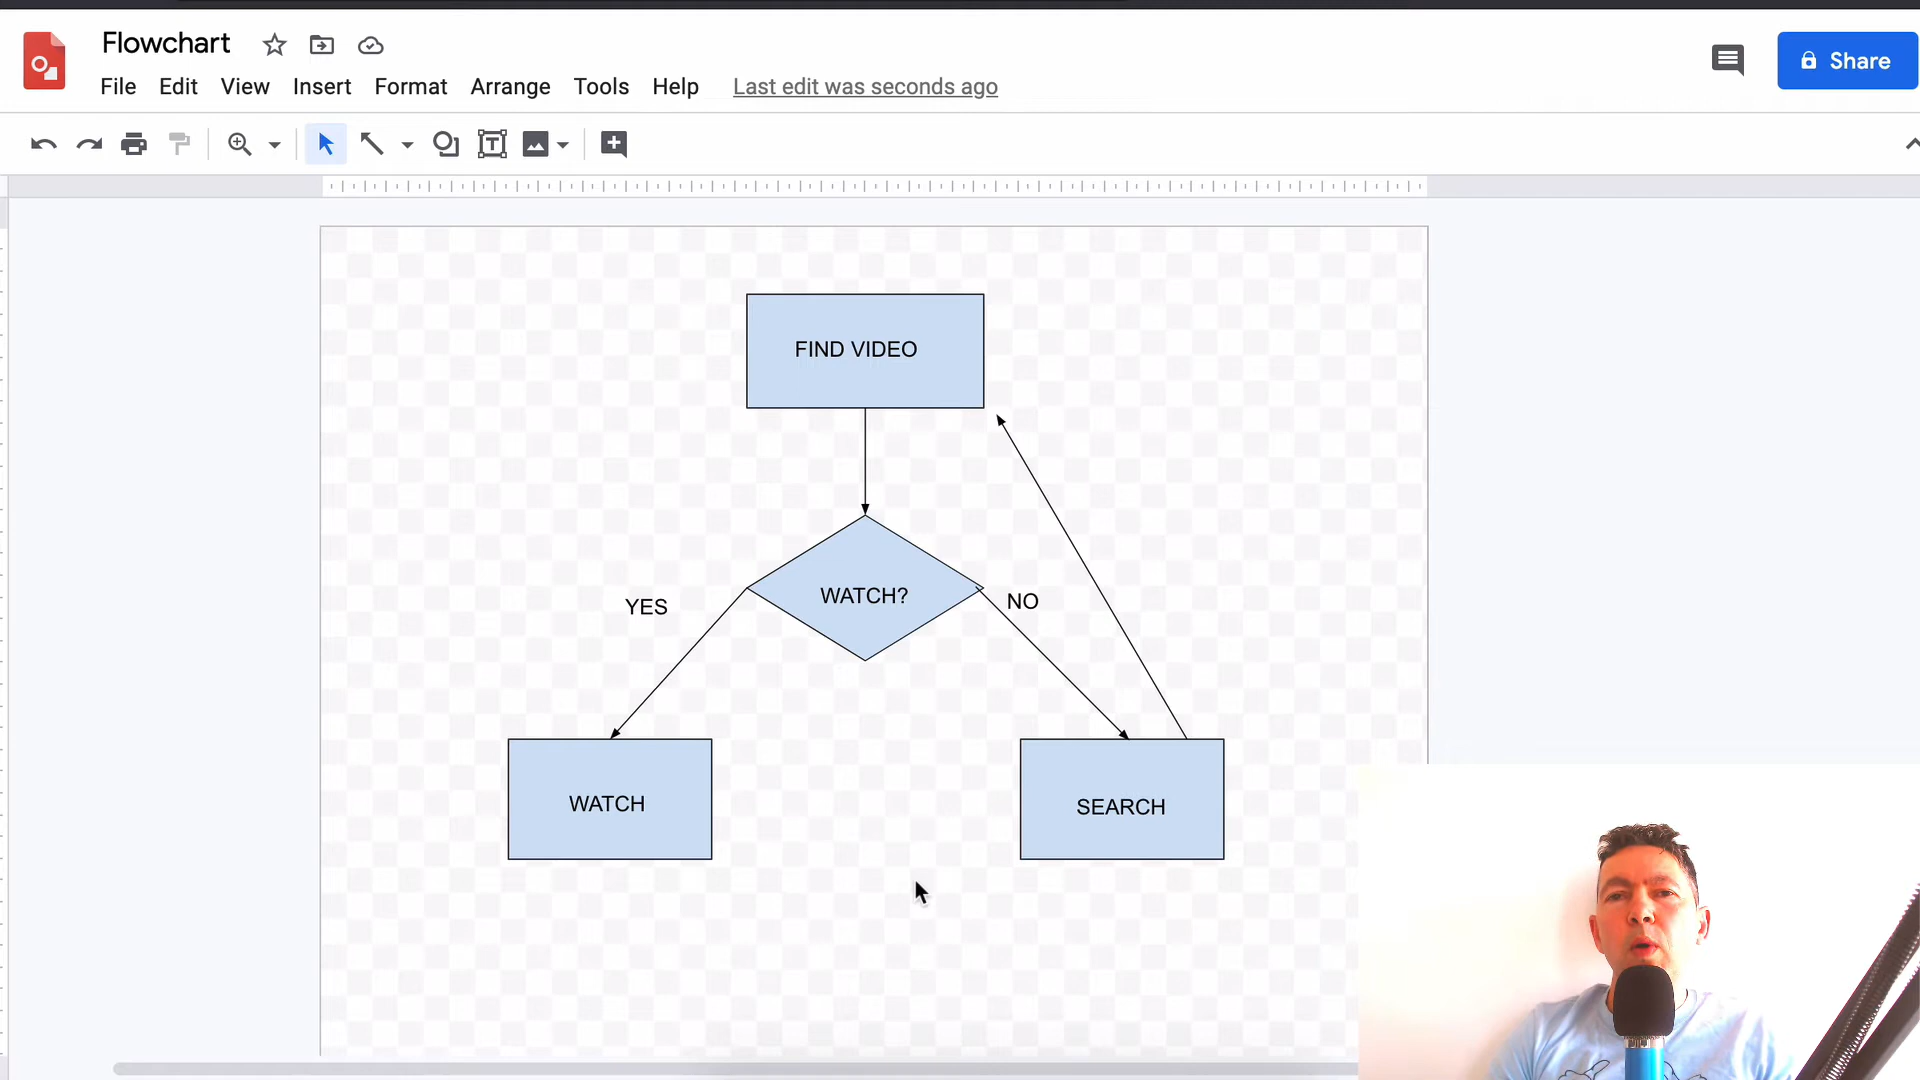 Flowchart
File Edit View Insert Format Arrange Tools Help Last edit was seconds ago
Share
FIND VIDEO
WATCH?
YES
NO
WATCH
SEARCH